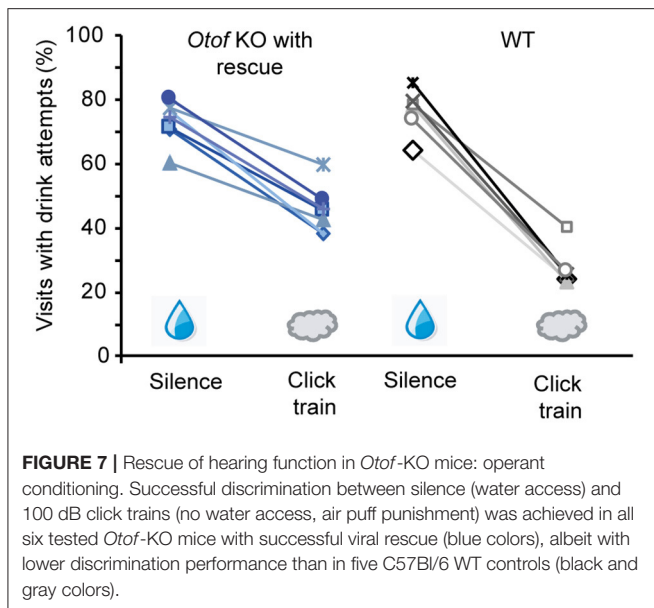 Otof KO with
rescue
WT
Visits with drink attempts (%)
100
80
60
40
20
0
Silence
Click
train
Silence
Click
train
FIGURE 7 | Rescue of hearing function in Otof-KO mice: operant
conditioning. Successful discrimination between silence (water access) and
100 dB click trains (no water access, air puff punishment) was achieved in all
six tested Otof-KO mice with successful viral rescue (blue colors), albeit with
lower discrimination performance than in five C57Bl/6 WT controls (black and
gray colors).